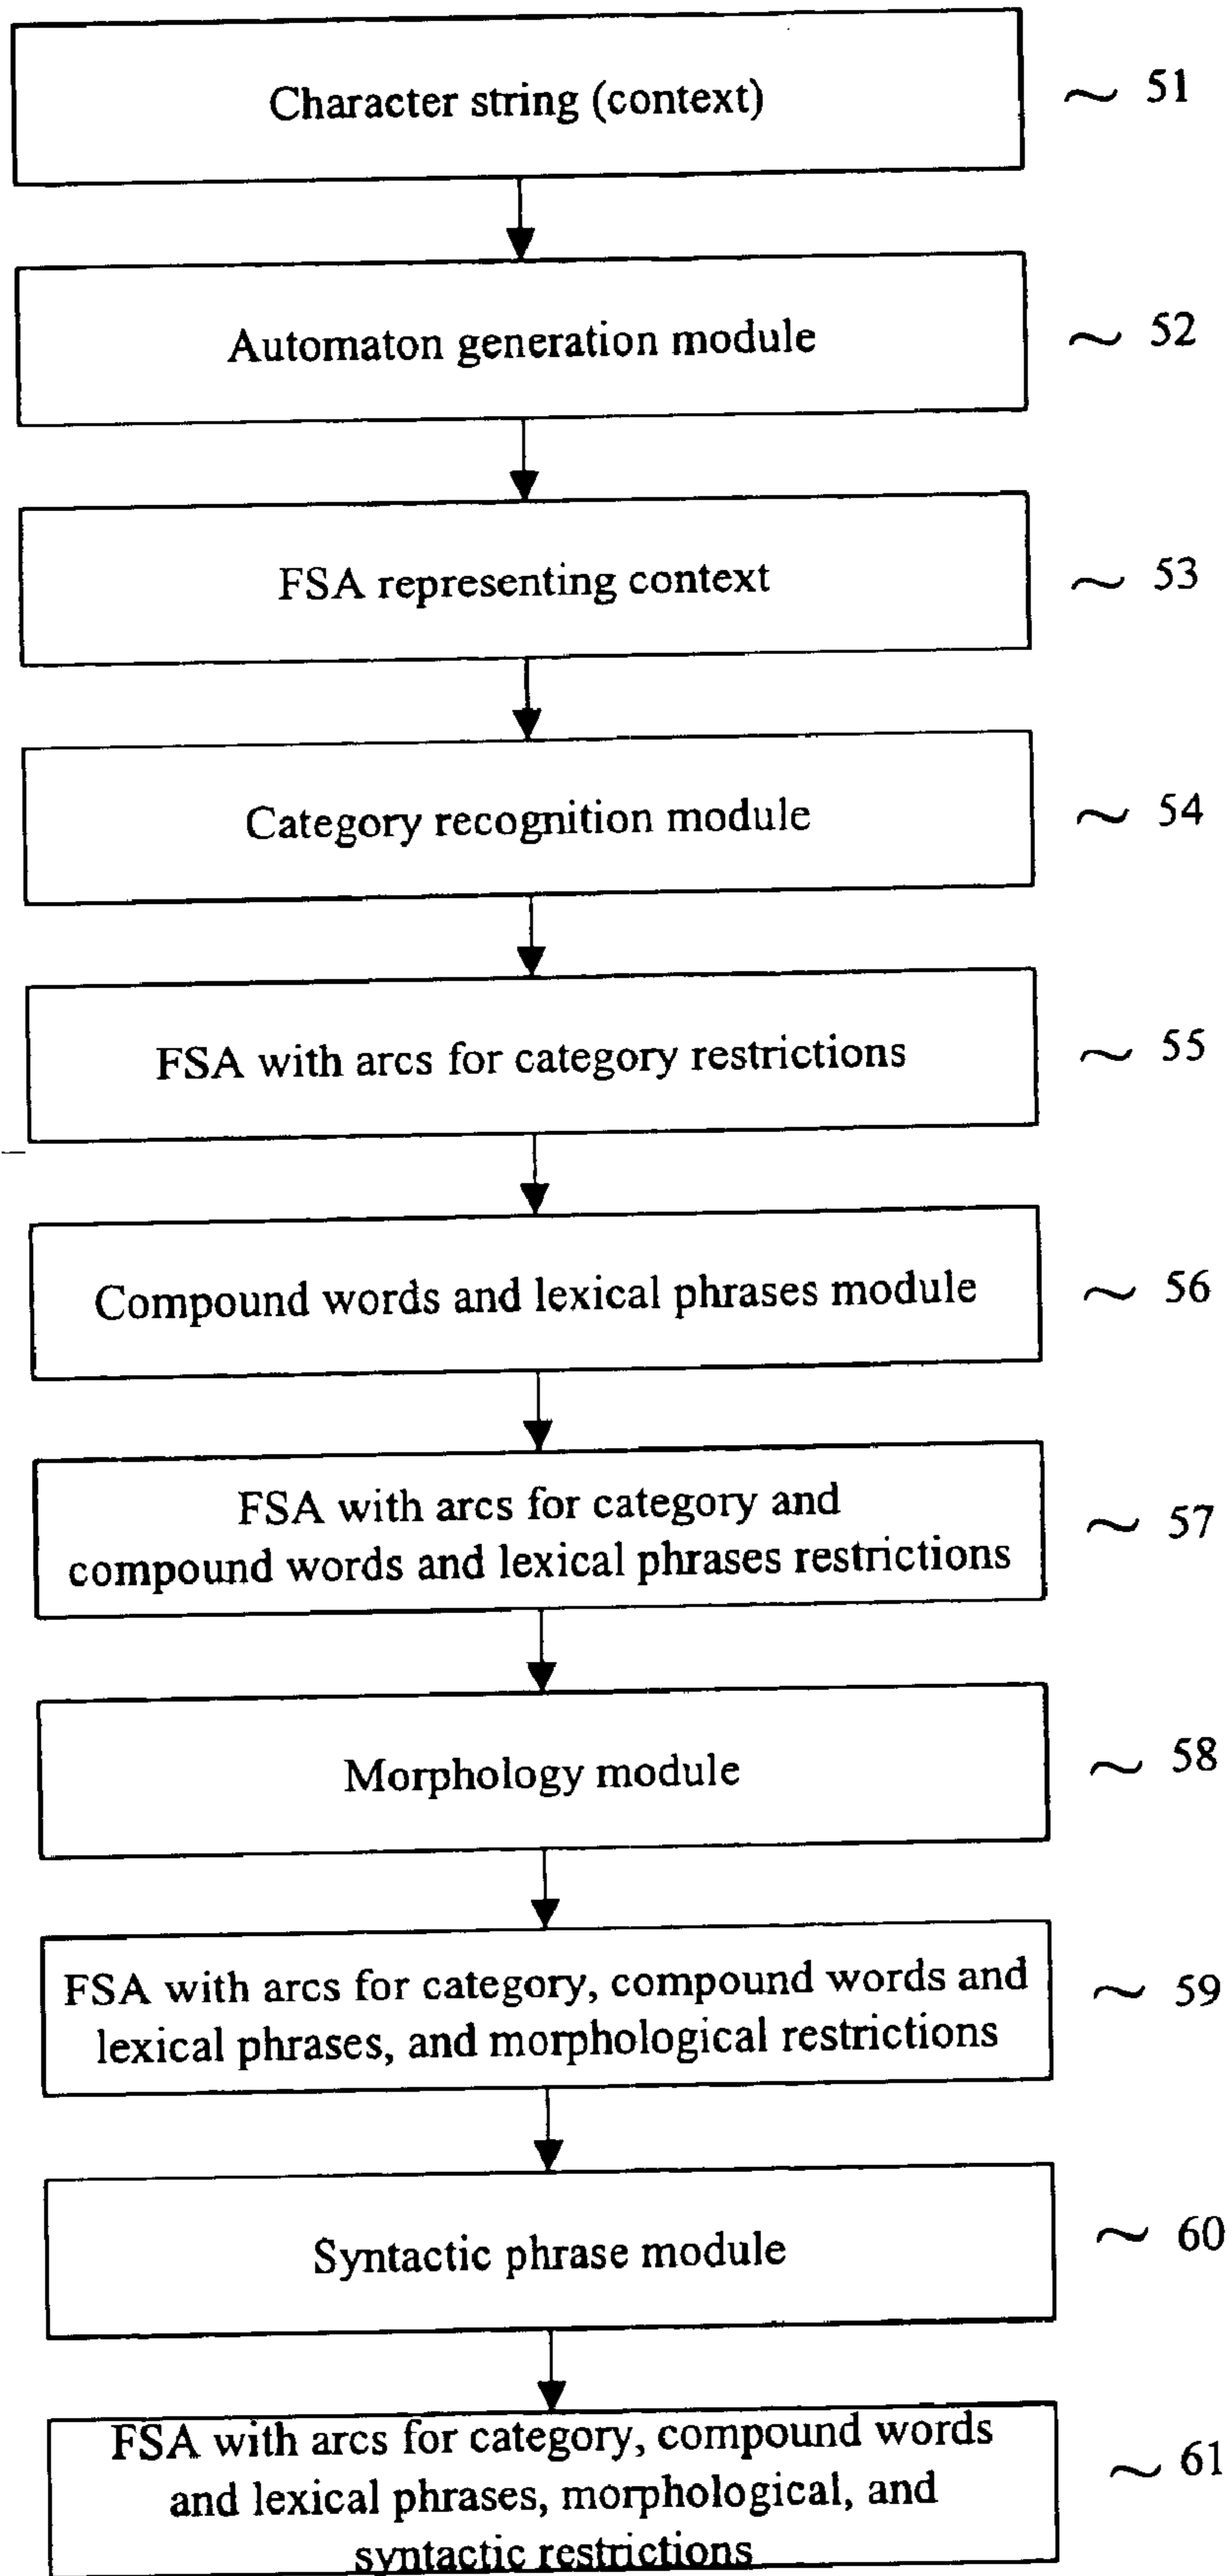 Character string (context)
~ 51
Automaton generation module
~ 52
FSA representing context
~ 53
Category recognition module
~ 54
FSA with arcs for category restrictions
~ 55
Compound words and lexical phrases module
~ 56
FSA with arcs for category and
compound words and lexical phrases restrictions
~ 57
Morphology module
~ 58
FSA with arcs for category, compound words and
lexical phrases, and morphological restrictions
~ 59
Syntactic phrase module
~ 60
FSA with arcs for category, compound words
and lexical phrases, morphological, and
syntactic restrictions
~ 61